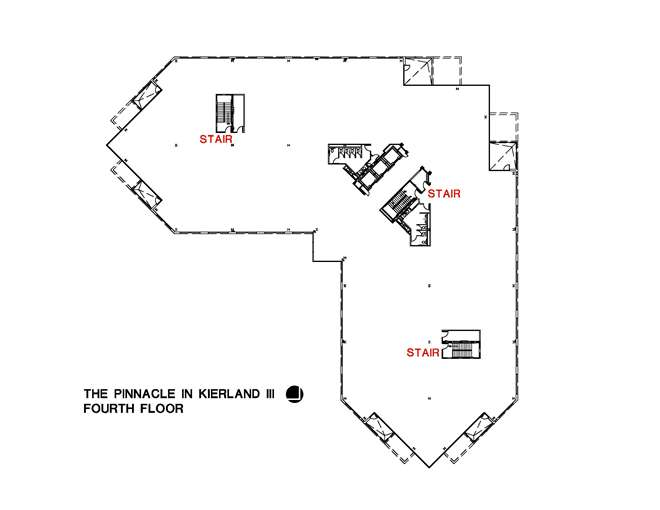 STAIR
STAIR
STAIR
THE PINNACLE IN KIERLAND III
FOURTH FLOOR